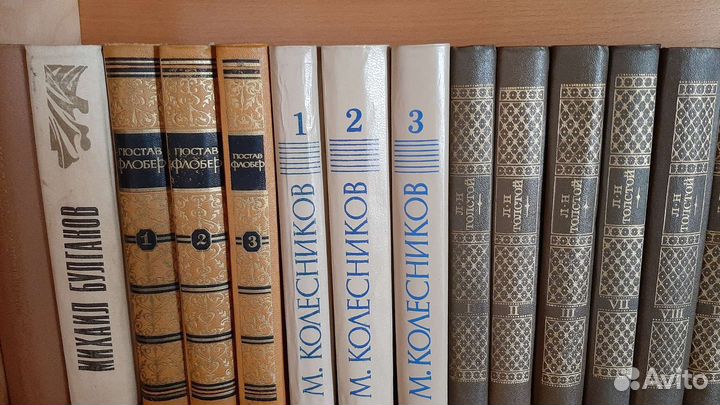 МИХАИЛ БУЛГАКОВ
ГЮСТАВ
ФЛОБЕР
1
ГЮСТАВ
ФЛОБЕР
2
ГЮСТАВ
ФЛОБЕР
3
1
М. КОЛЕСНИКОВ
2
М. КОЛЕСНИКОВ
3
М. КОЛЕСНИКОВ
Л·Н
ТОЛСТОЙ
I
Л·Н
ТОЛСТОЙ
II
Л·Н
ТОЛСТОЙ
III
Л·Н
ТОЛСТОЙ
VII
Л·Н
ТОЛСТОЙ
VIII
Avito